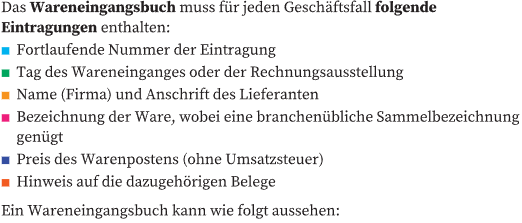 Das Wareneingangsbuch muss für jeden Geschäftsfall folgende
Eintragungen enthalten:
Fortlaufende Nummer der Eintragung
Tag des Wareneinganges oder der Rechnungsausstellung
Name (Firma) und Anschrift des Lieferanten
Bezeichnung der Ware, wobei eine branchenübliche Sammelbezeichnung
genügt
Preis des Warenpostens (ohne Umsatzsteuer)
Hinweis auf die dazugehörigen Belege
Ein Wareneingangsbuch kann wie folgt aussehen: